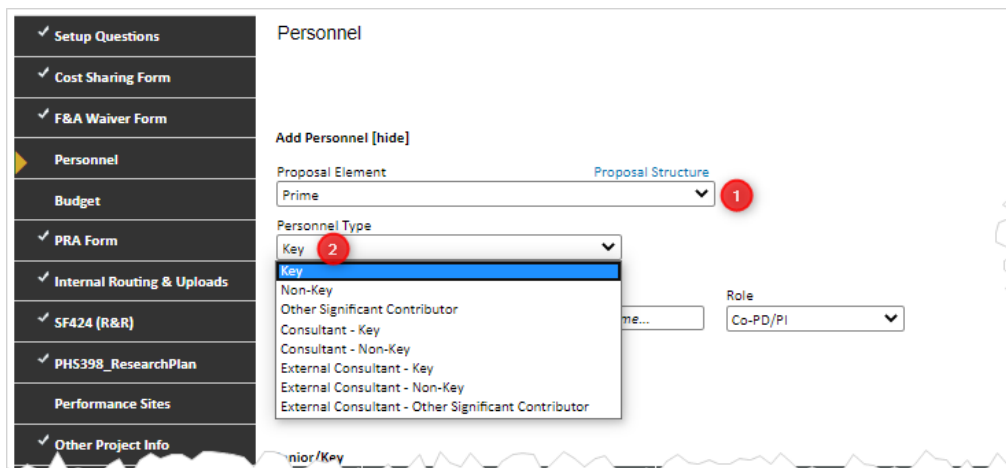 Setup Questions
Cost Sharing Form
F&A Waiver Form
Personnel
Budget
PRA Form
Internal Routing & Uploads
SF424 (R&R)
PHS398_ResearchPlan
Performance Sites
Other Project Info
Personnel
Add Personnel [hide]
Proposal Element Proposal Structure
Prime 1
Personnel Type
Key 2
Key
Non-Key
Other Significant Contributor
Consultant - Key
Consultant - Non-Key
External Consultant - Key
External Consultant - Non-Key
External Consultant - Other Significant Contributor
me...
Role
Co-PD/PI
nior/Key